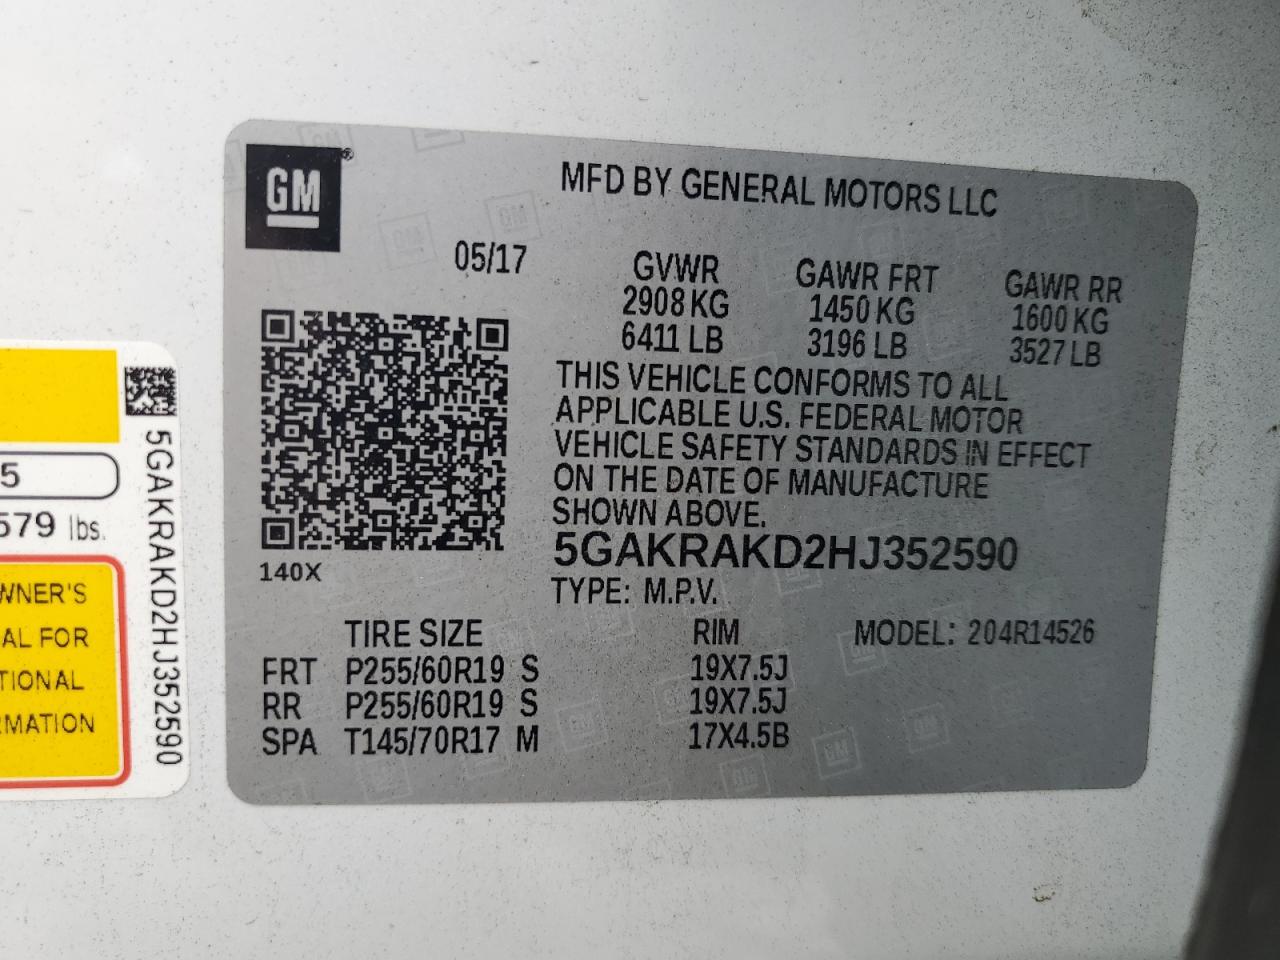 GM
MFD BY GENERAL MOTORS LLC
05/17
GVWR GAWR FRT GAWR RR
2908 KG 1450 KG 1600 KG
6411 LB 3196 LB 3527 LB
THIS VEHICLE CONFORMS TO ALL
APPLICABLE U.S. FEDERAL MOTOR
VEHICLE SAFETY STANDARDS IN EFFECT
ON THE DATE OF MANUFACTURE
SHOWN ABOVE.
5GAKRAKD2HJ352590
140X
TYPE: M.P.V.
TIRE SIZE RIM MODEL: 204R14526
FRT P255/60R19 S 19X7.5J
RR P255/60R19 S 19X7.5J
SPA T145/70R17 M 17X4.5B
5
579 lbs.
WNER'S
AL FOR
TIONAL
RMATION
5GAKRAKD2HJ352590